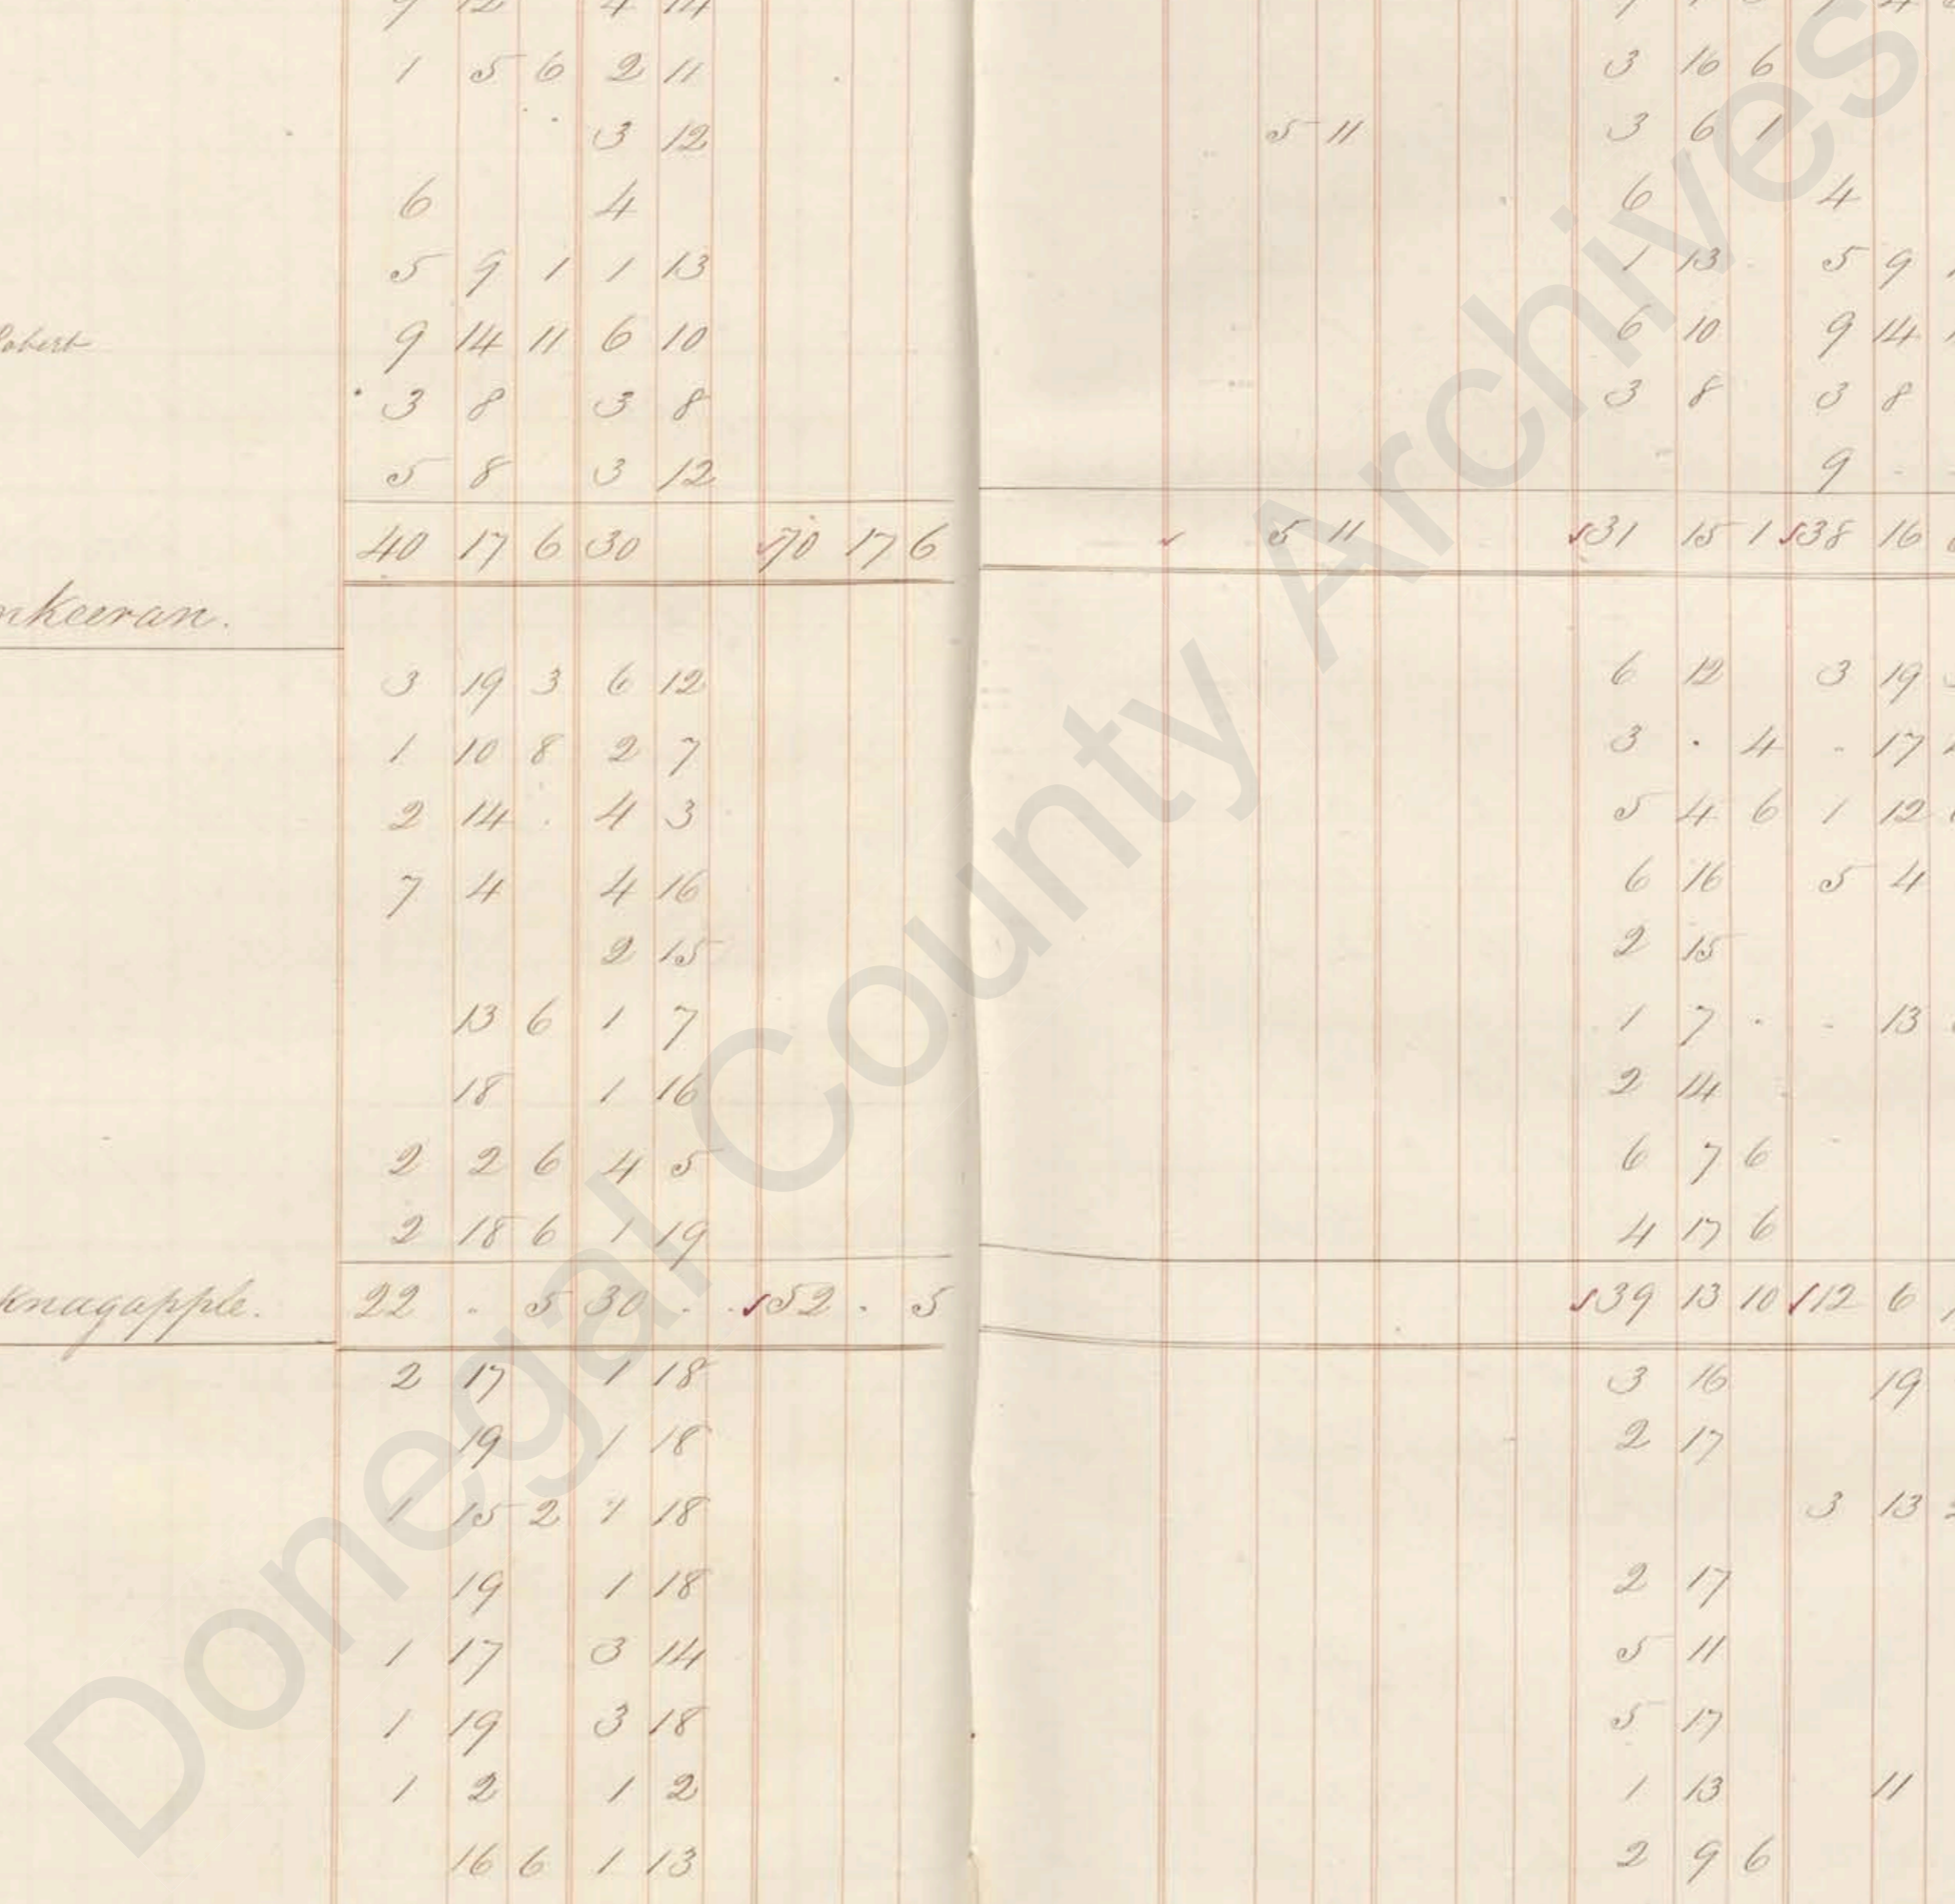 1 5 6 2 11 3 16 6
3 12 5 11 3 6 1
6 4 6 4
5 9 1 1 13 1 13 5 9
Robert 9 14 11 6 10 6 10 9 14
3 8 3 8 3 8 3 8
5 8 3 12 9
40 17 6 30 70 17 6 5 11 31 15 1 38 16
nkeeran.
3 19 3 6 12 6 12 3 19
1 10 8 2 7 3 . 4 . 17
2 14 . 4 3 5 4 6 1 12
7 4 4 16 6 16 5 4
2 15 2 15
13 6 1 7 1 7 . . 13
18 1 16 2 14
2 2 6 4 5 6 7 6
2 18 6 1 19 4 17 6
Knagapple. 22 . 5 30 . . 52 . 5 39 13 10 12 6
2 17 1 18 3 16 19
19 1 18 2 17
1 15 2 1 18 3 13
19 1 18 2 17
1 17 3 14 5 11
1 19 3 18 5 17
1 2 1 2 1 13 11
16 6 1 13 2 9 6
Donegal County Archives